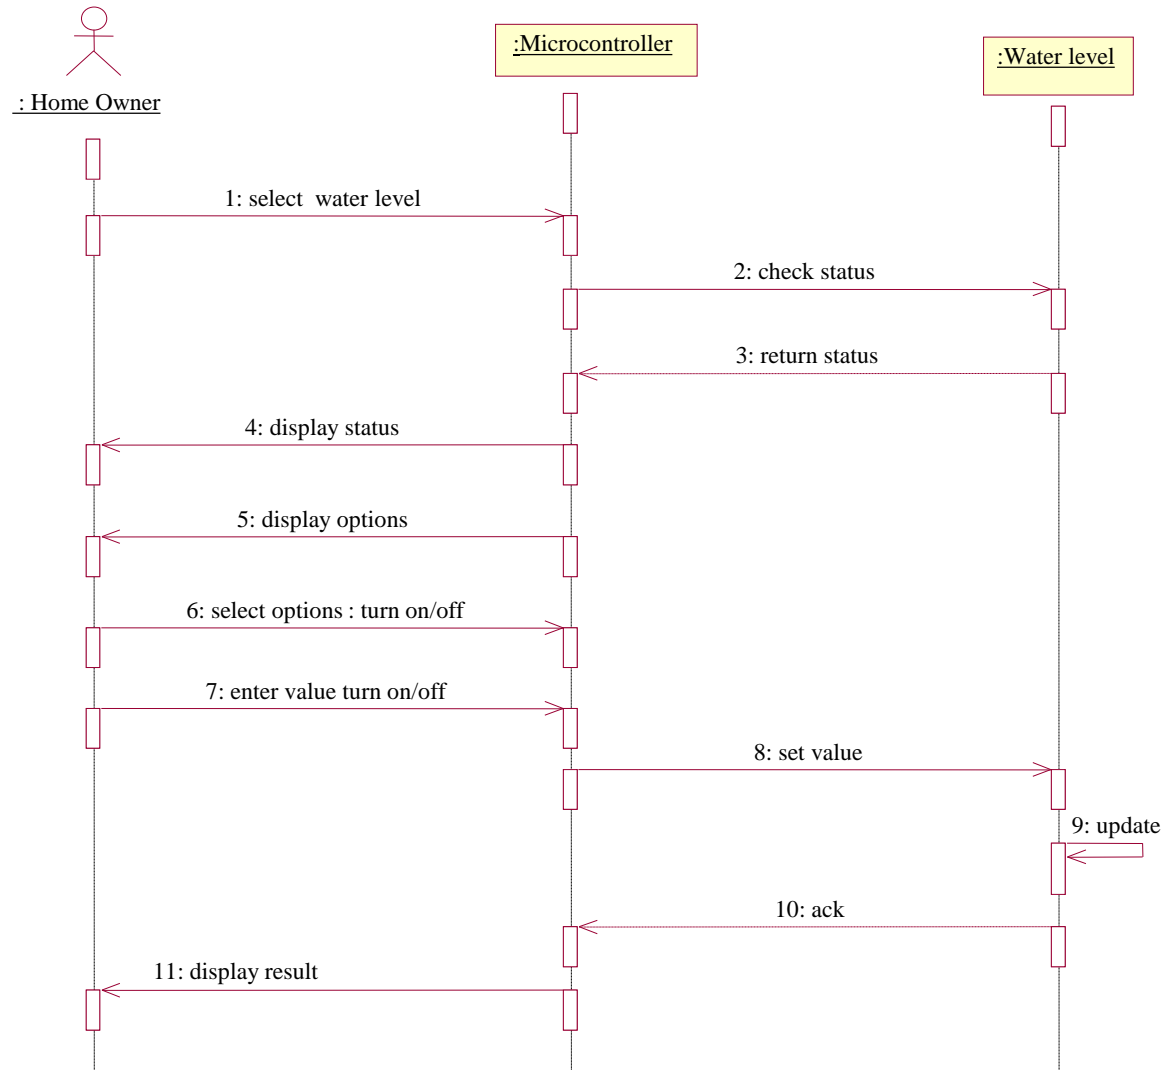 :Microcontroller
:Water level
: Home Owner
1: select  water level
2: check status
3: return status
4: display status
5: display options
6: select options : turn on/off
7: enter value turn on/off
8: set value
9: update
10: ack
11: display result